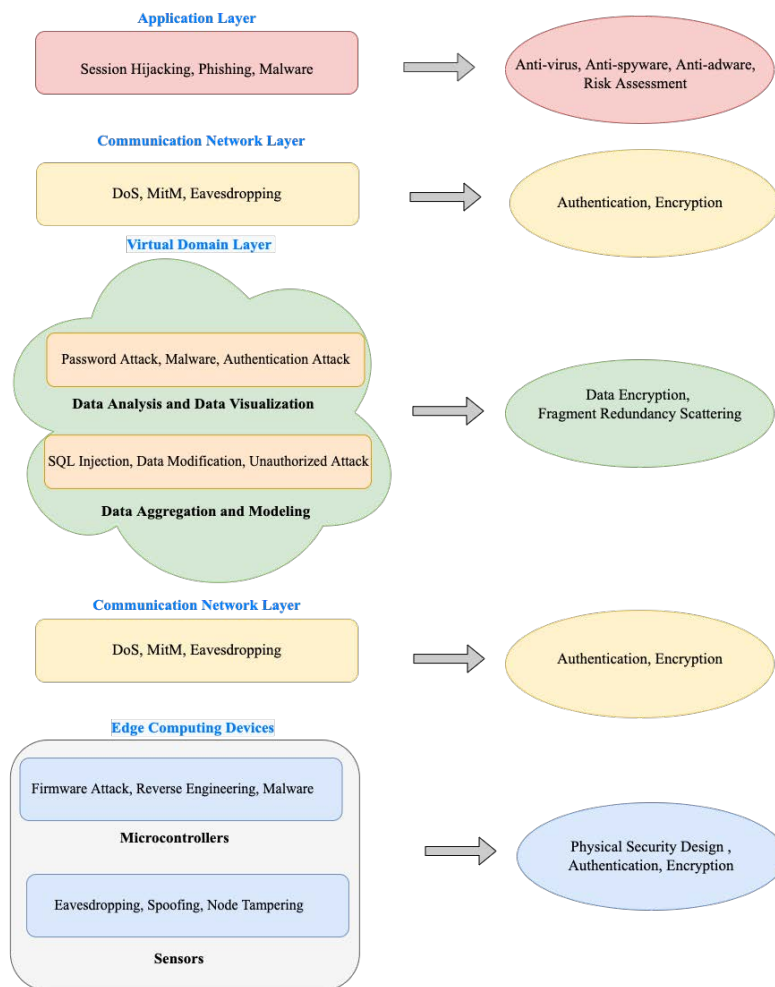 Application Layer
Session Hijacking, Phishing, Malware
Anti-virus, Anti-spyware, Anti-adware,
Risk Assessment
Communication Network Layer
DoS, MitM, Eavesdropping
Authentication, Encryption
Virtual Domain Layer
Password Attack, Malware, Authentication Attack
Data Analysis and Data Visualization
SQL Injection, Data Modification, Unauthorized Attack
Data Aggregation and Modeling
Data Encryption,
Fragment Redundancy Scattering
Communication Network Layer
DoS, MitM, Eavesdropping
Authentication, Encryption
Edge Computing Devices
Firmware Attack, Reverse Engineering, Malware
Microcontrollers
Eavesdropping, Spoofing, Node Tampering
Sensors
Physical Security Design ,
Authentication, Encryption